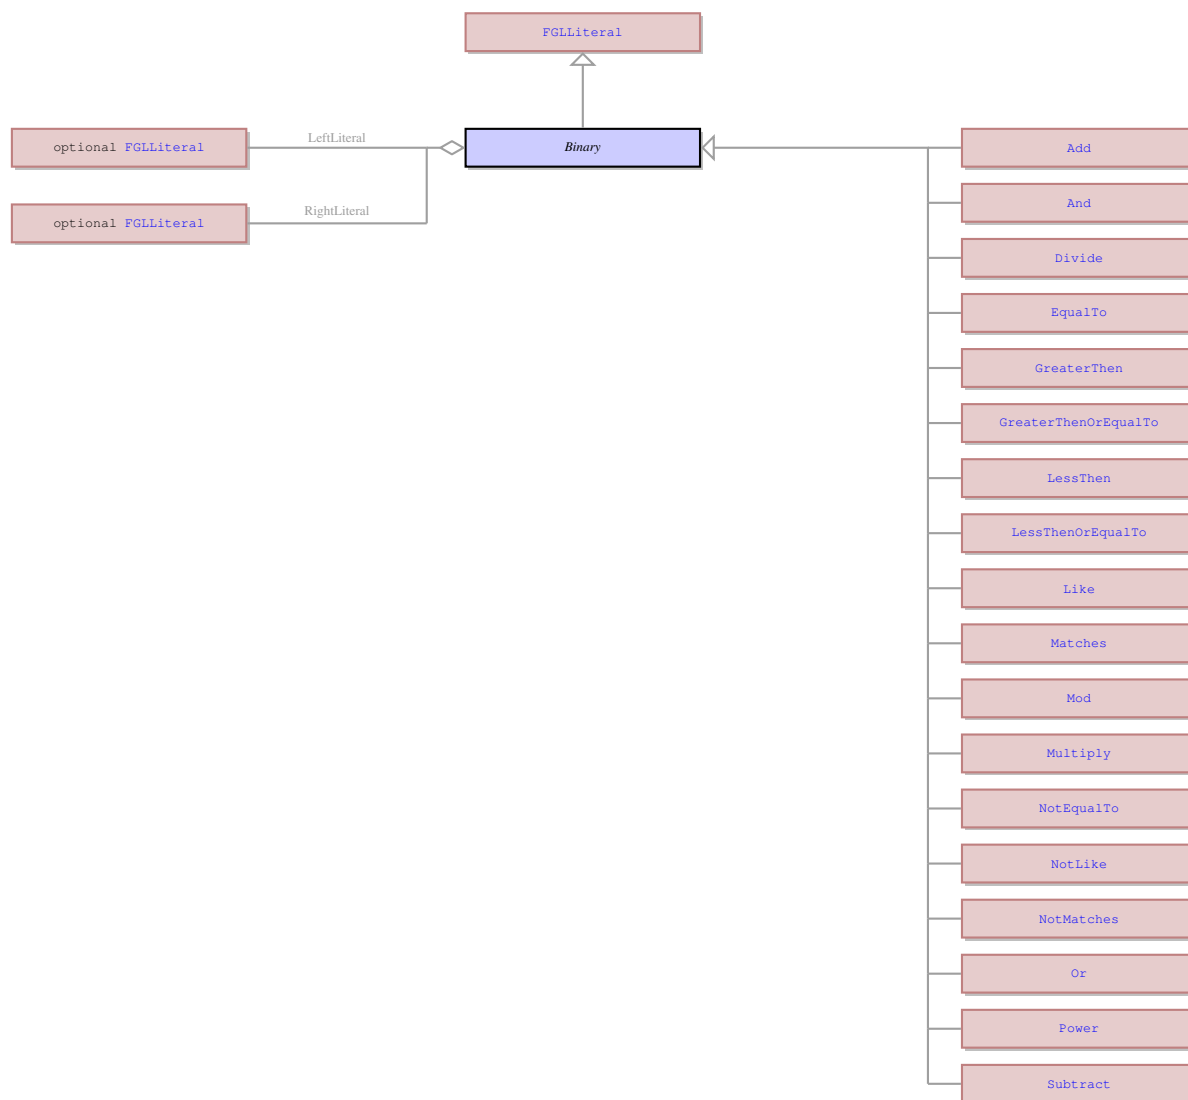 FGLLiteral
optional FGLLiteral
LeftLiteral
Binary
Add
optional FGLLiteral
RightLiteral
And
Divide
EqualTo
GreaterThen
GreaterThenOrEqualTo
LessThen
LessThenOrEqualTo
Like
Matches
Mod
Multiply
NotEqualTo
NotLike
NotMatches
Or
Power
Subtract